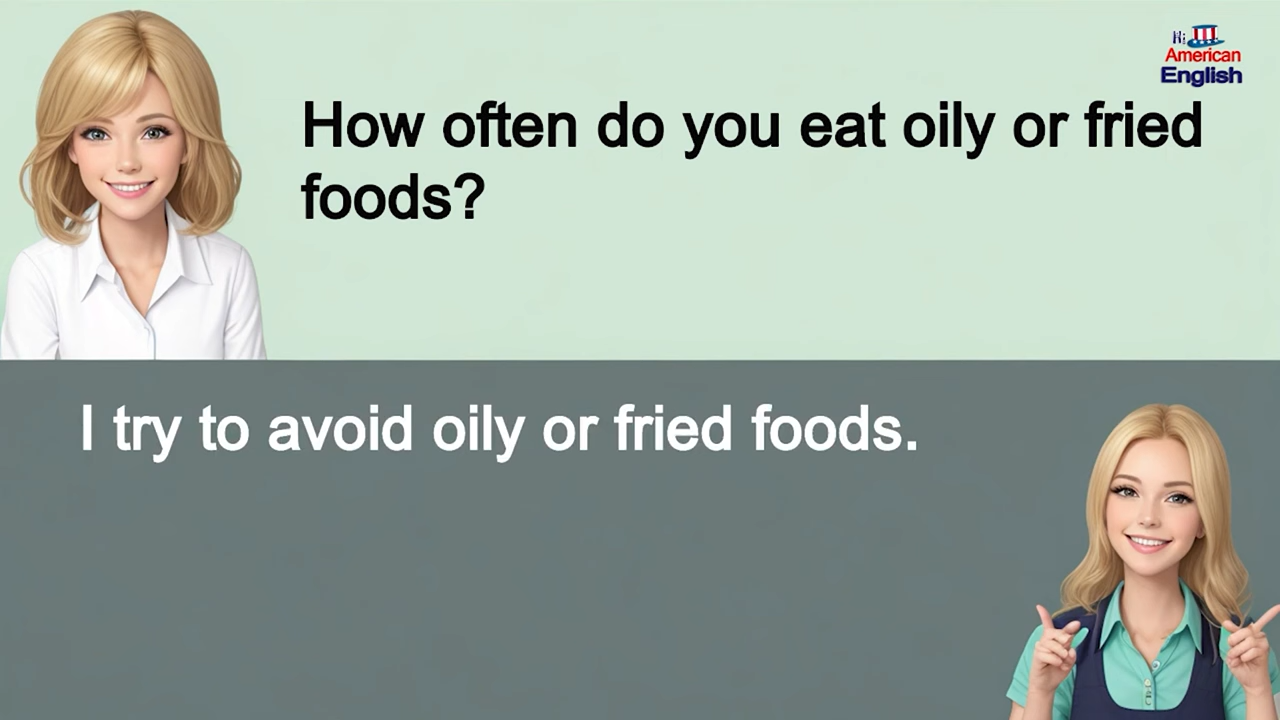 Hi
American
English
How often do you eat oily or fried
foods?
I try to avoid oily or fried foods.